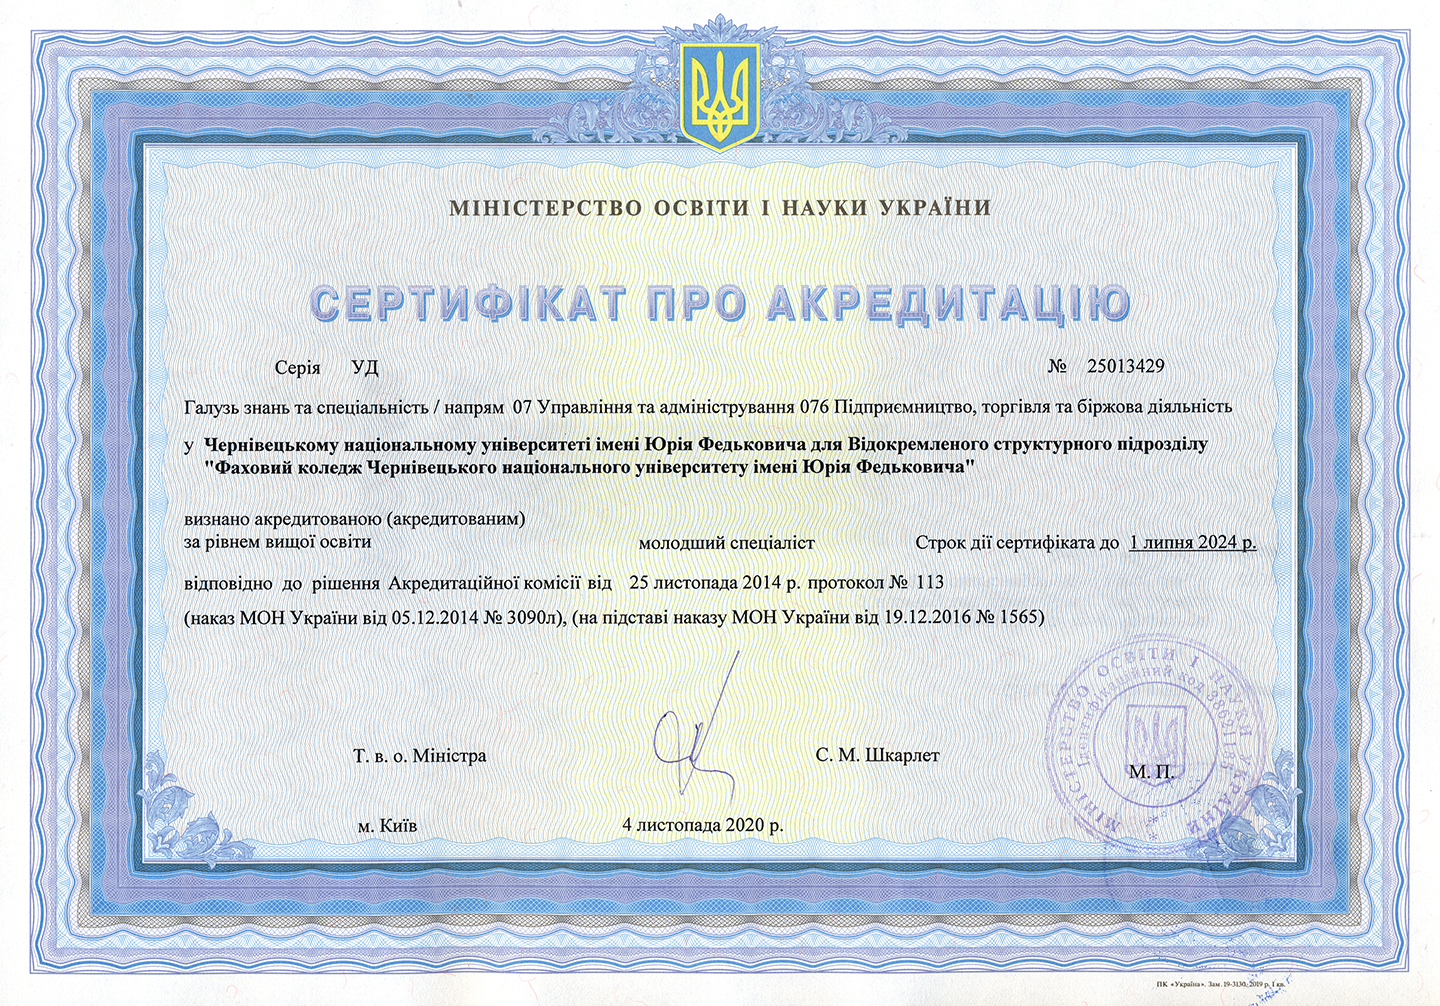 МІНІСТЕРСТВО ОСВІТИ І НАУКИ УКРАЇНИ
СЕРТИФІКАТ ПРО АКРЕДИТАЦІЮ
Серія УД № 25013429
Галузь знань та спеціальність / напрям 07 Управління та адміністрування 076 Підприємництво, торгівля та біржова діяльність
у Чернівецькому національному університеті імені Юрія Федьковича для Відокремленого структурного підрозділу
"Фаховий коледж Чернівецького національного університету імені Юрія Федьковича"
визнано акредитованою (акредитованим)
за рівнем вищої освіти молодший спеціаліст Строк дії сертифіката до 1 липня 2024 р.
відповідно до рішення Акредитаційної комісії від 25 листопада 2014 р. протокол № 113
(наказ МОН України від 05.12.2014 № 3090л), (на підставі наказу МОН України від 19.12.2016 № 1565)
МІНІСТЕРСТВО ОСВІТИ І НАУКИ УКРАЇНИ
Ідентифікаційний код 38621185
Т. в. о. Міністра С. М. Шкарлет
М. П.
м. Київ 4 листопада 2020 р.
ПК «Україна». Зам. 19-3130, 2019 р. І кв.